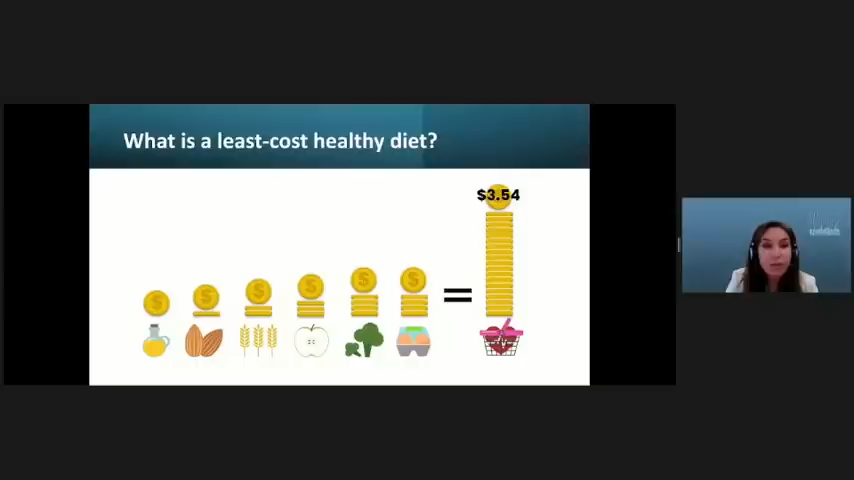 What is a least-cost healthy diet?
$3.54
$ $ $ $ $ $
=